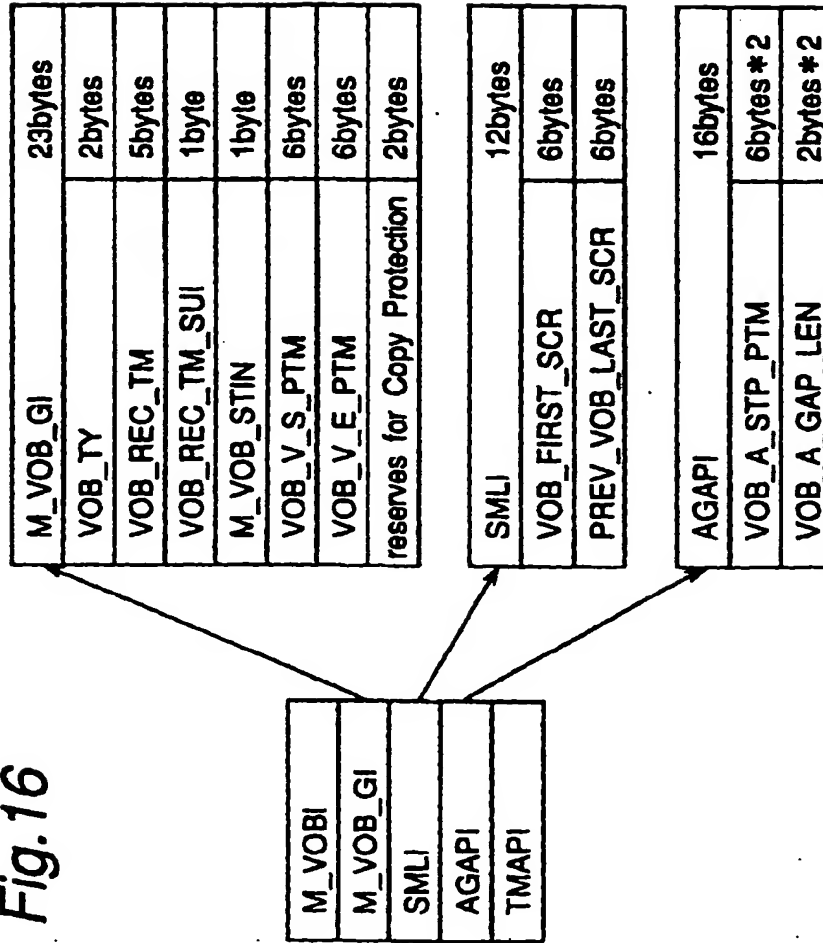 Fig.16
M_VOBI
M_VOB_GI
SMLI
AGAPI
TMAPI
M_VOB_GI 23bytes
VOB_TY 2bytes
VOB_REC_TM 5bytes
VOB_REC_TM_SUI 1byte
M_VOB_STIN 1byte
VOB_V_S_PTM 6bytes
VOB_V_E_PTM 6bytes
reserves for Copy Protection 2bytes
SMLI 12bytes
VOB_FIRST_SCR 6bytes
PREV_VOB_LAST_SCR 6bytes
AGAPI 16bytes
VOB_A_STP_PTM 6bytes*2
VOB_A_GAP_LEN 2bytes*2